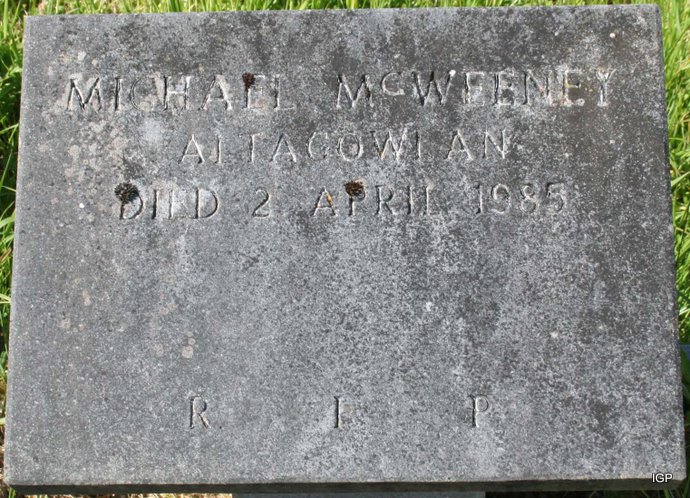 MICHAEL McWEENEY
ALTAGOWLAN
DIED 2 APRIL 1985
R I P
IGP